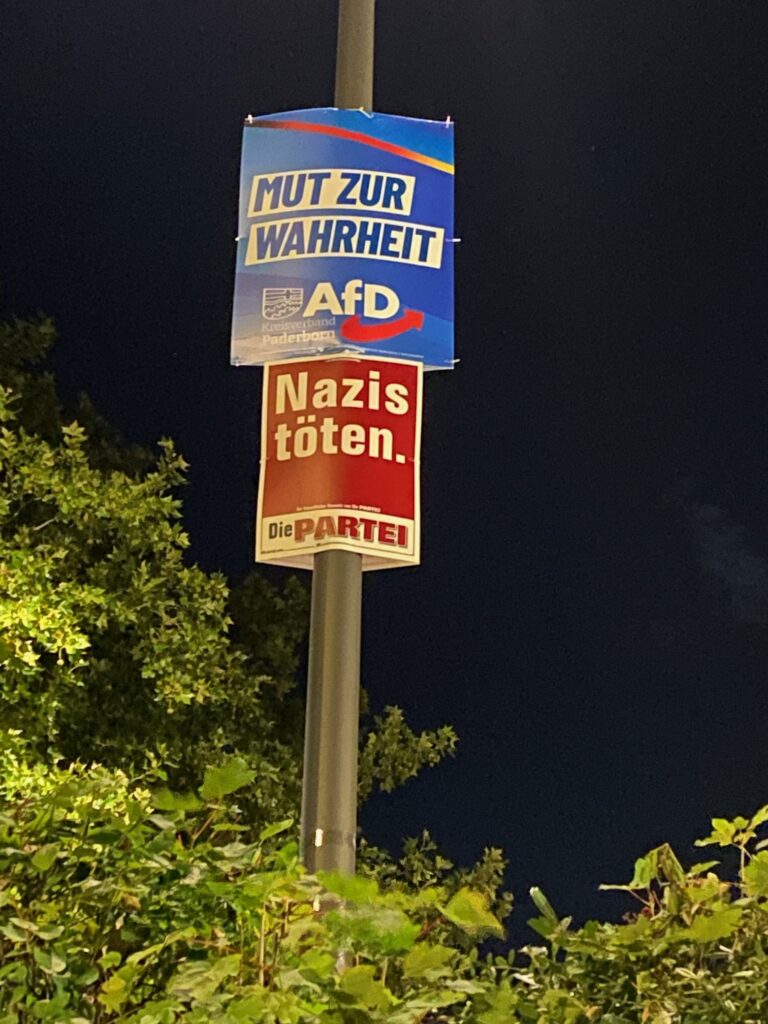 MUT ZUR
WAHRHEIT
AfD
Kreisverband
Paderborn
Nazis
töten.
Die PARTEI